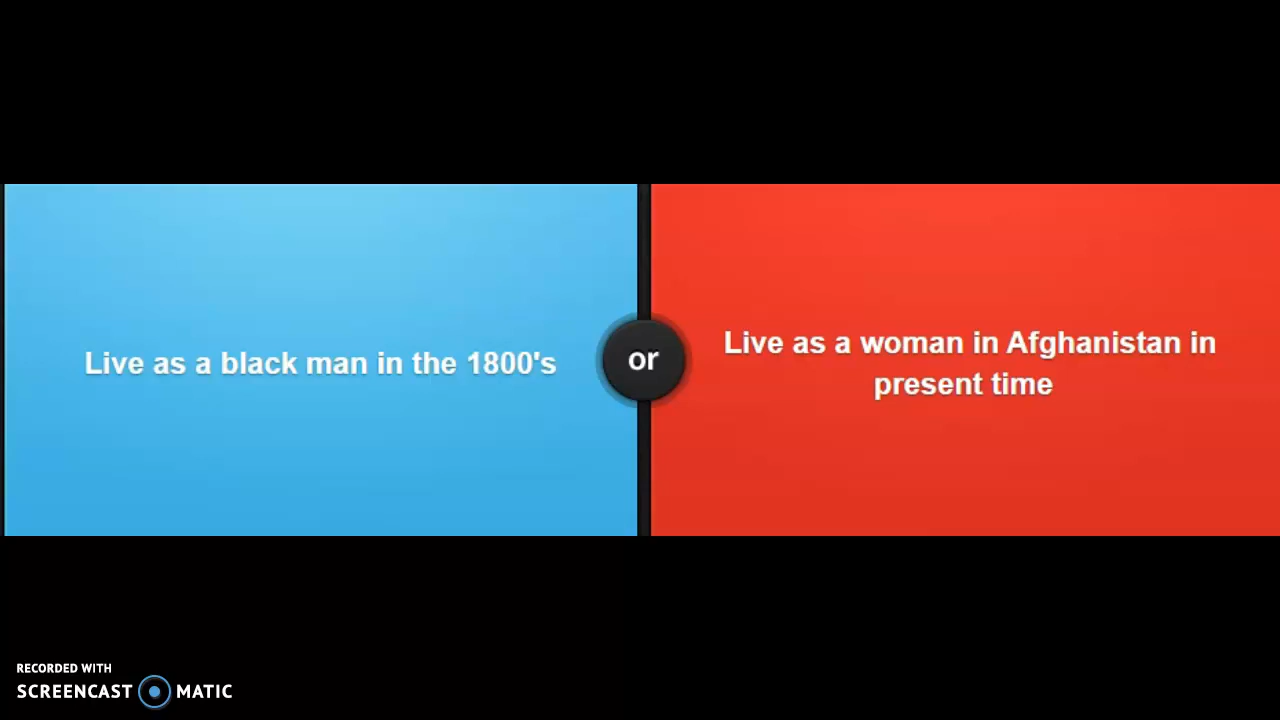 Live as a black man in the 1800's
or
Live as a woman in Afghanistan in
present time
RECORDED WITH
SCREENCAST MATIC